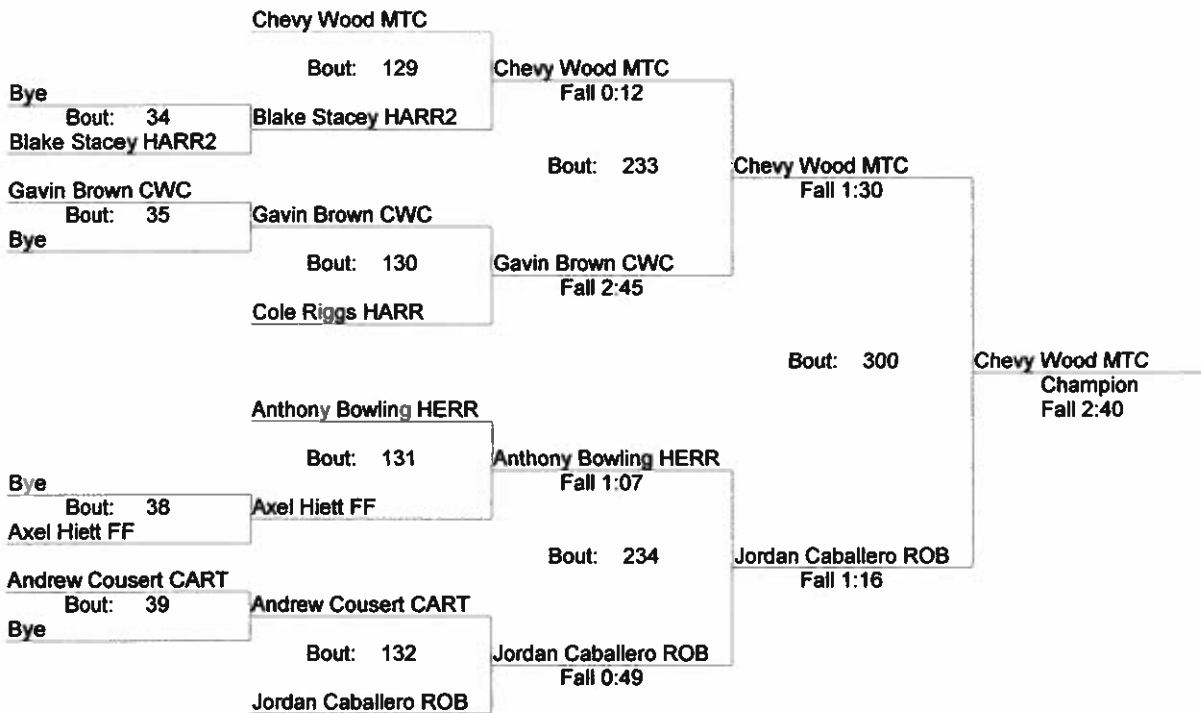 Chevy Wood MTC
Bout: 129
Chevy Wood MTC
Fall 0:12
Bye
Bout: 34
Blake Stacey HARR2
Blake Stacey HARR2
Bout: 233
Chevy Wood MTC
Fall 1:30
Gavin Brown CWC
Bout: 35
Gavin Brown CWC
Bye
Bout: 130
Gavin Brown CWC
Fall 2:45
Cole Riggs HARR
Bout: 300
Chevy Wood MTC
Champion
Fall 2:40
Anthony Bowling HERR
Bout: 131
Anthony Bowling HERR
Fall 1:07
Bye
Bout: 38
Axel Hiett FF
Axel Hiett FF
Bout: 234
Jordan Caballero ROB
Fall 1:16
Andrew Cousert CART
Bout: 39
Andrew Cousert CART
Bye
Bout: 132
Jordan Caballero ROB
Fall 0:49
Jordan Caballero ROB